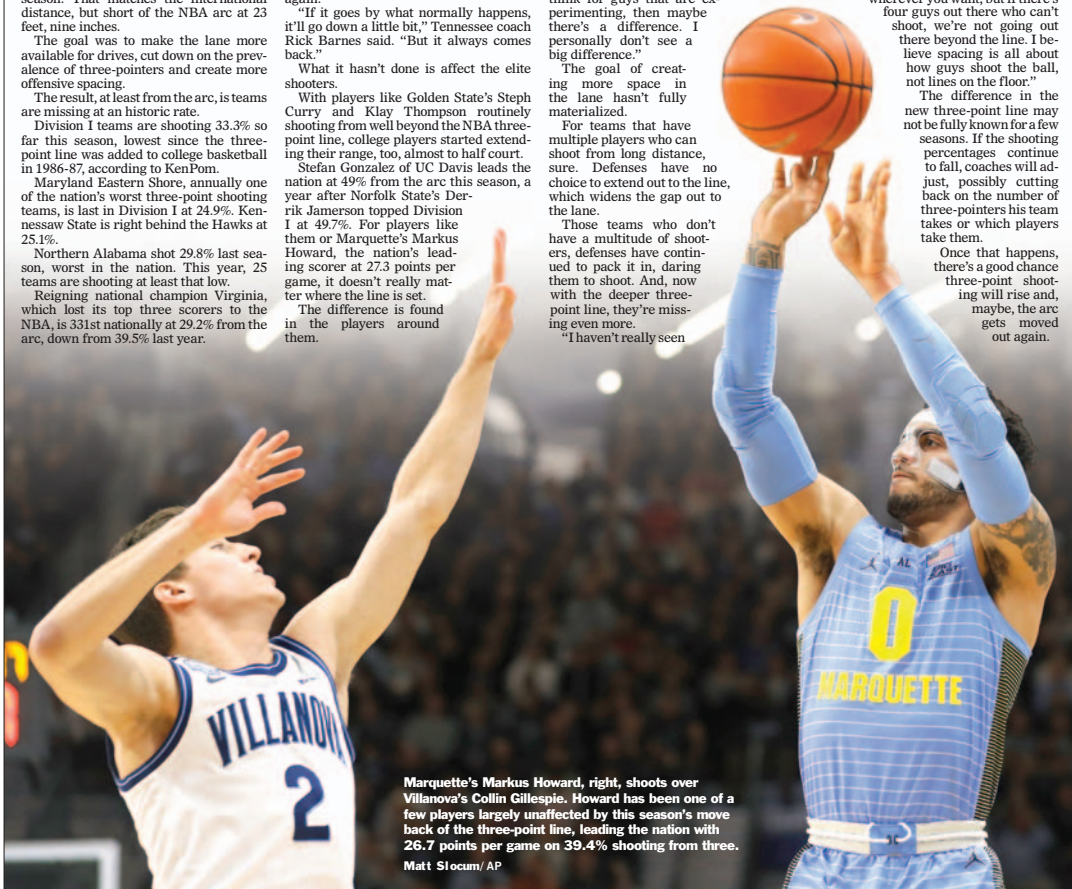 season. That matches the international
distance, but short of the NBA arc at 23
feet, nine inches.
The goal was to make the lane more
available for drives, cut down on the prev-
alence of three-pointers and create more
offensive spacing.
The result, at least from the arc, is teams
are missing at an historic rate.
Division I teams are shooting 33.3% so
far this season, lowest since the three-
point line was added to college basketball
in 1986-87, according to KenPom.
Maryland Eastern Shore, annually one
of the nation's worst three-point shooting
teams, is last in Division I at 24.9%. Ken-
nessaw State is right behind the Hawks at
25.1%.
Northern Alabama shot 29.8% last sea-
son, worst in the nation. This year, 25
teams are shooting at least that low.
Reigning national champion Virginia,
which lost its top three scorers to the
NBA, is 331st nationally at 29.2% from the
arc, down from 39.5% last year.
again.
“If it goes by what normally happens,
it'll go down a little bit,” Tennessee coach
Rick Barnes said. “But it always comes
back.”
What it hasn't done is affect the elite
shooters.
With players like Golden State's Steph
Curry and Klay Thompson routinely
shooting from well beyond the NBA three-
point line, college players started extend-
ing their range, too, almost to half court.
Stefan Gonzalez of UC Davis leads the
nation at 49% from the arc this season, a
year after Norfolk State's Der-
rik Jamerson topped Division
I at 49.7%. For players like
them or Marquette's Markus
Howard, the nation's lead-
ing scorer at 27.3 points per
game, it doesn't really mat-
ter where the line is set.
The difference is found
in the players around
them.
think for guys that are ex-
perimenting, then maybe
there's a difference. I
personally don't see a
big difference.”
The goal of creat-
ing more space in
the lane hasn't fully
materialized.
For teams that have
multiple players who can
shoot from long distance,
sure. Defenses have no
choice to extend out to the line,
which widens the gap out to
the lane.
Those teams who don't
have a multitude of shoot-
ers, defenses have contin-
ued to pack it in, daring
them to shoot. And, now
with the deeper three-
point line, they're miss-
ing even more.
“I haven't really seen
wherever you want, but if there's
four guys out there who can't
shoot, we're not going out
there beyond the line. I be-
lieve spacing is all about
how guys shoot the ball,
not lines on the floor.”
The difference in the
new three-point line may
not be fully known for a few
seasons. If the shooting
percentages continue
to fall, coaches will ad-
just, possibly cutting
back on the number of
three-pointers his team
takes or which players
take them.
Once that happens,
there's a good chance
three-point shoot-
ing will rise and,
maybe, the arc
gets moved
out again.
AL
BIG EAST
0
MARQUETTE
VILLANOVA
2
Marquette's Markus Howard, right, shoots over
Villanova's Collin Gillespie. Howard has been one of a
few players largely unaffected by this season's move
back of the three-point line, leading the nation with
26.7 points per game on 39.4% shooting from three.
Matt Slocum/AP